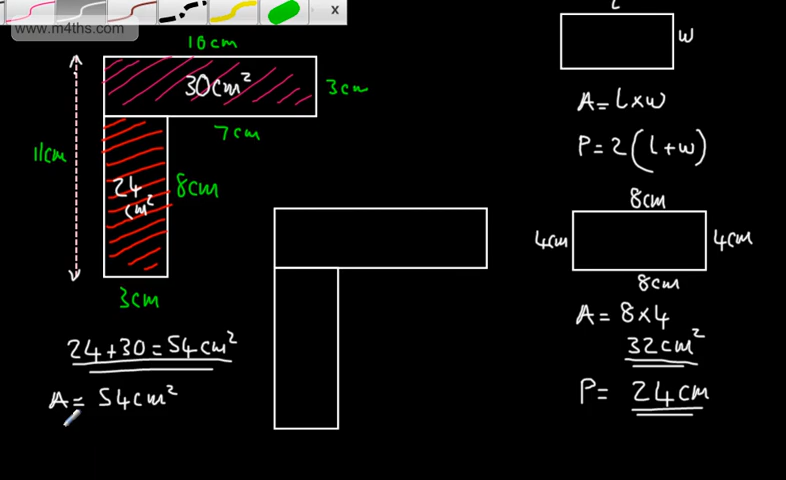 x
www.m4ths.com
10cm
30cm²
3cm
7cm
11cm
24
cm²
8cm
3cm
24+30=54cm²
A= 54cm²
L
W
A= L×W
P=2(L+W)
8cm
4cm
4cm
8cm
A= 8×4
32cm²
P= 24cm